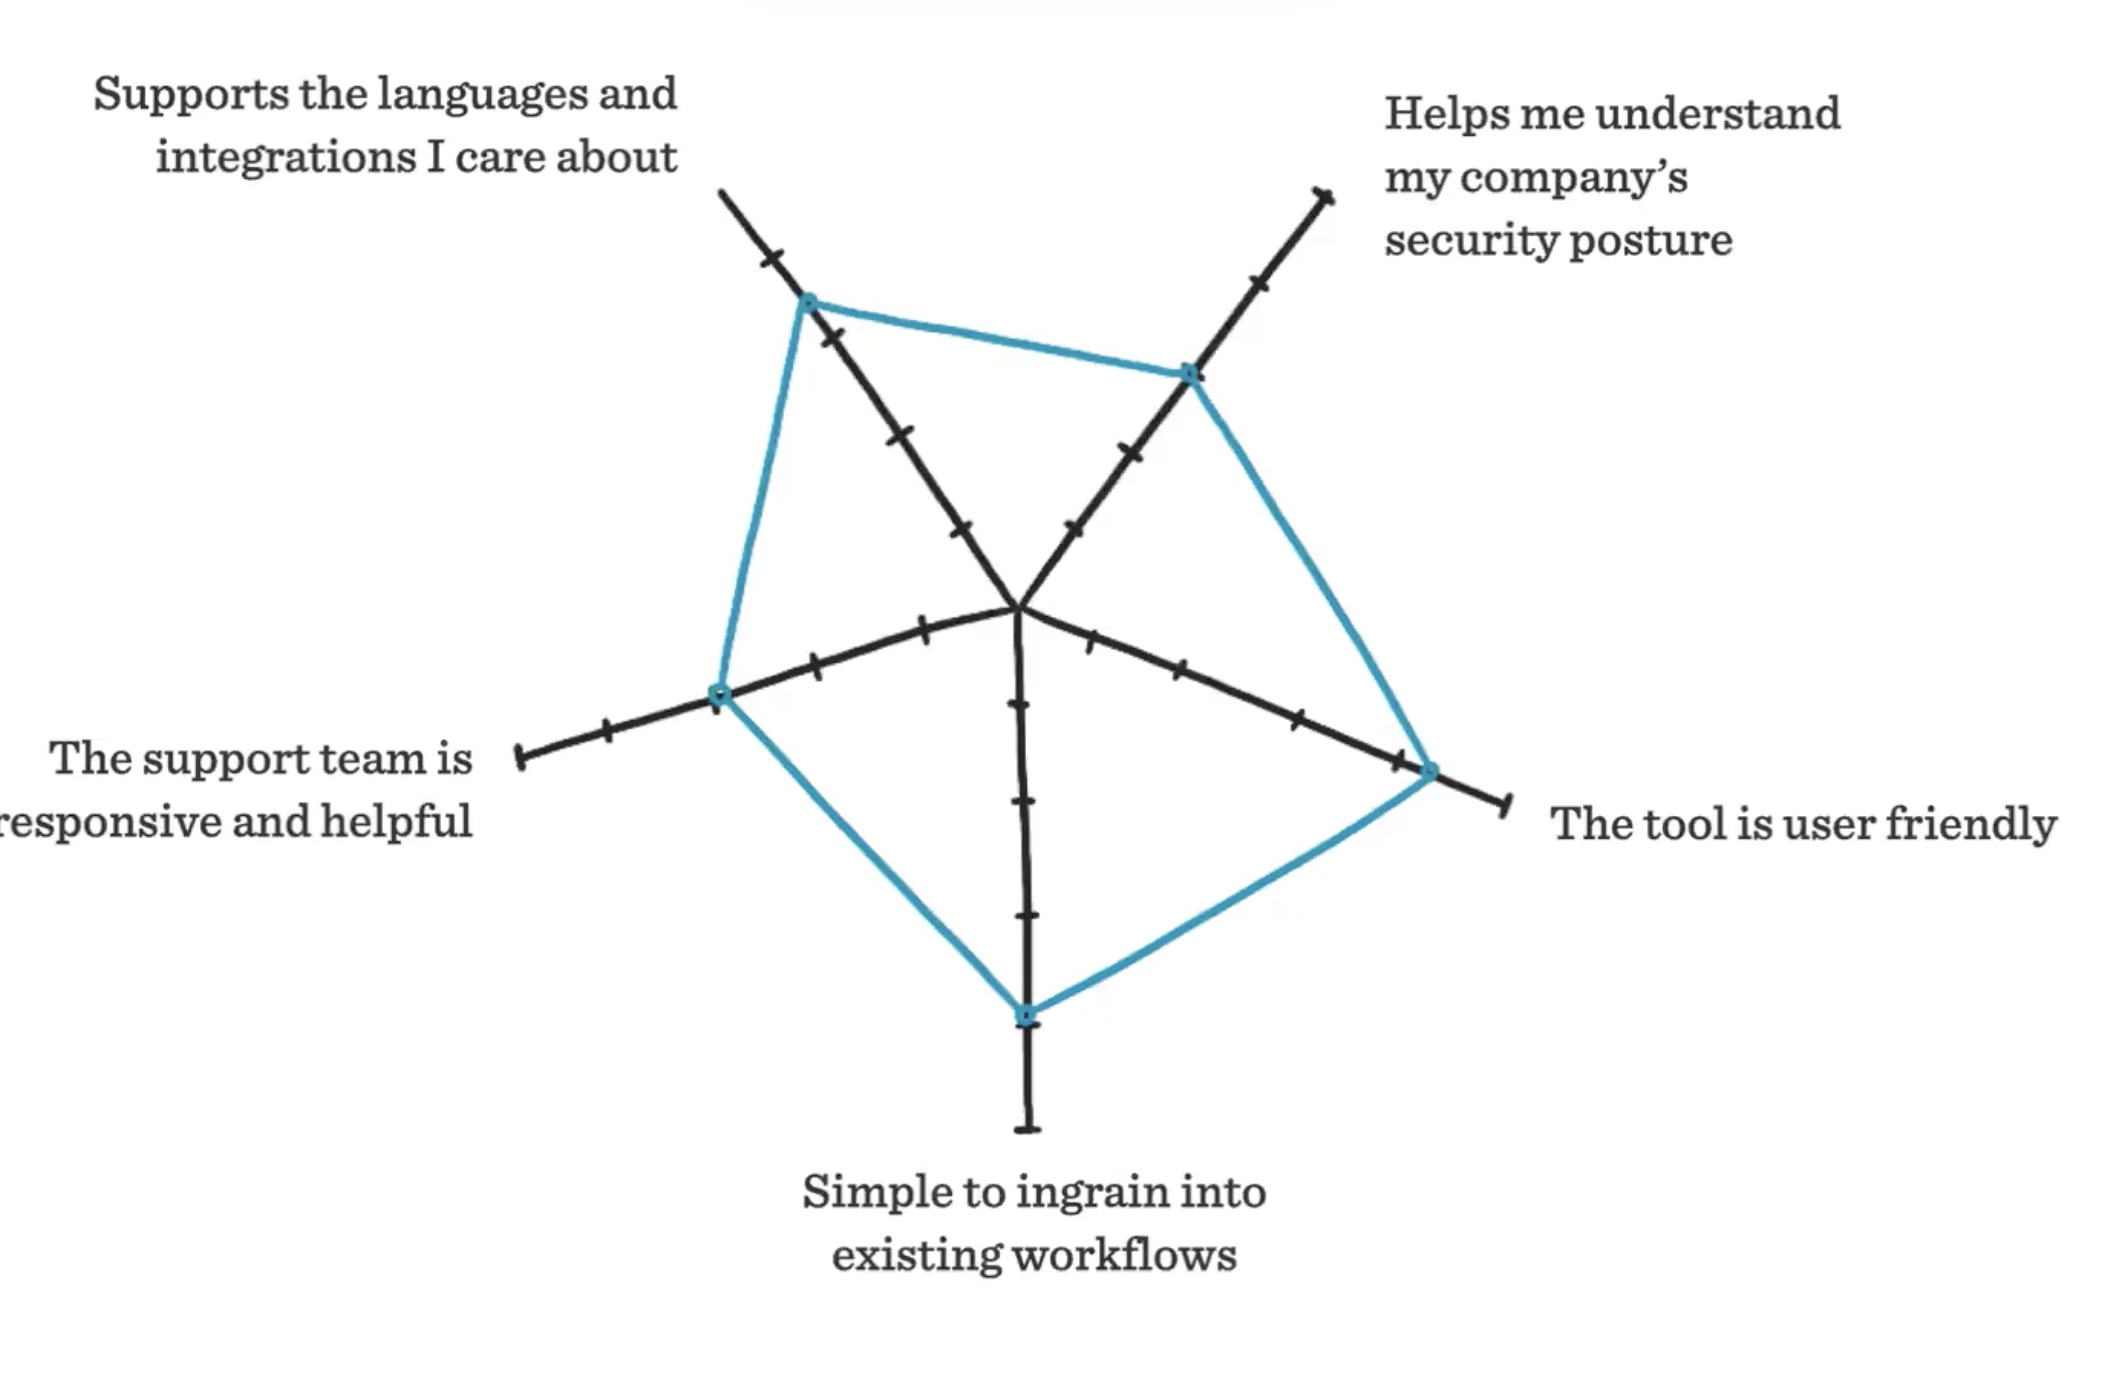 Supports the languages and
integrations I care about
Helps me understand
my company’s
security posture
The support team is
responsive and helpful
The tool is user friendly
Simple to ingrain into
existing workflows